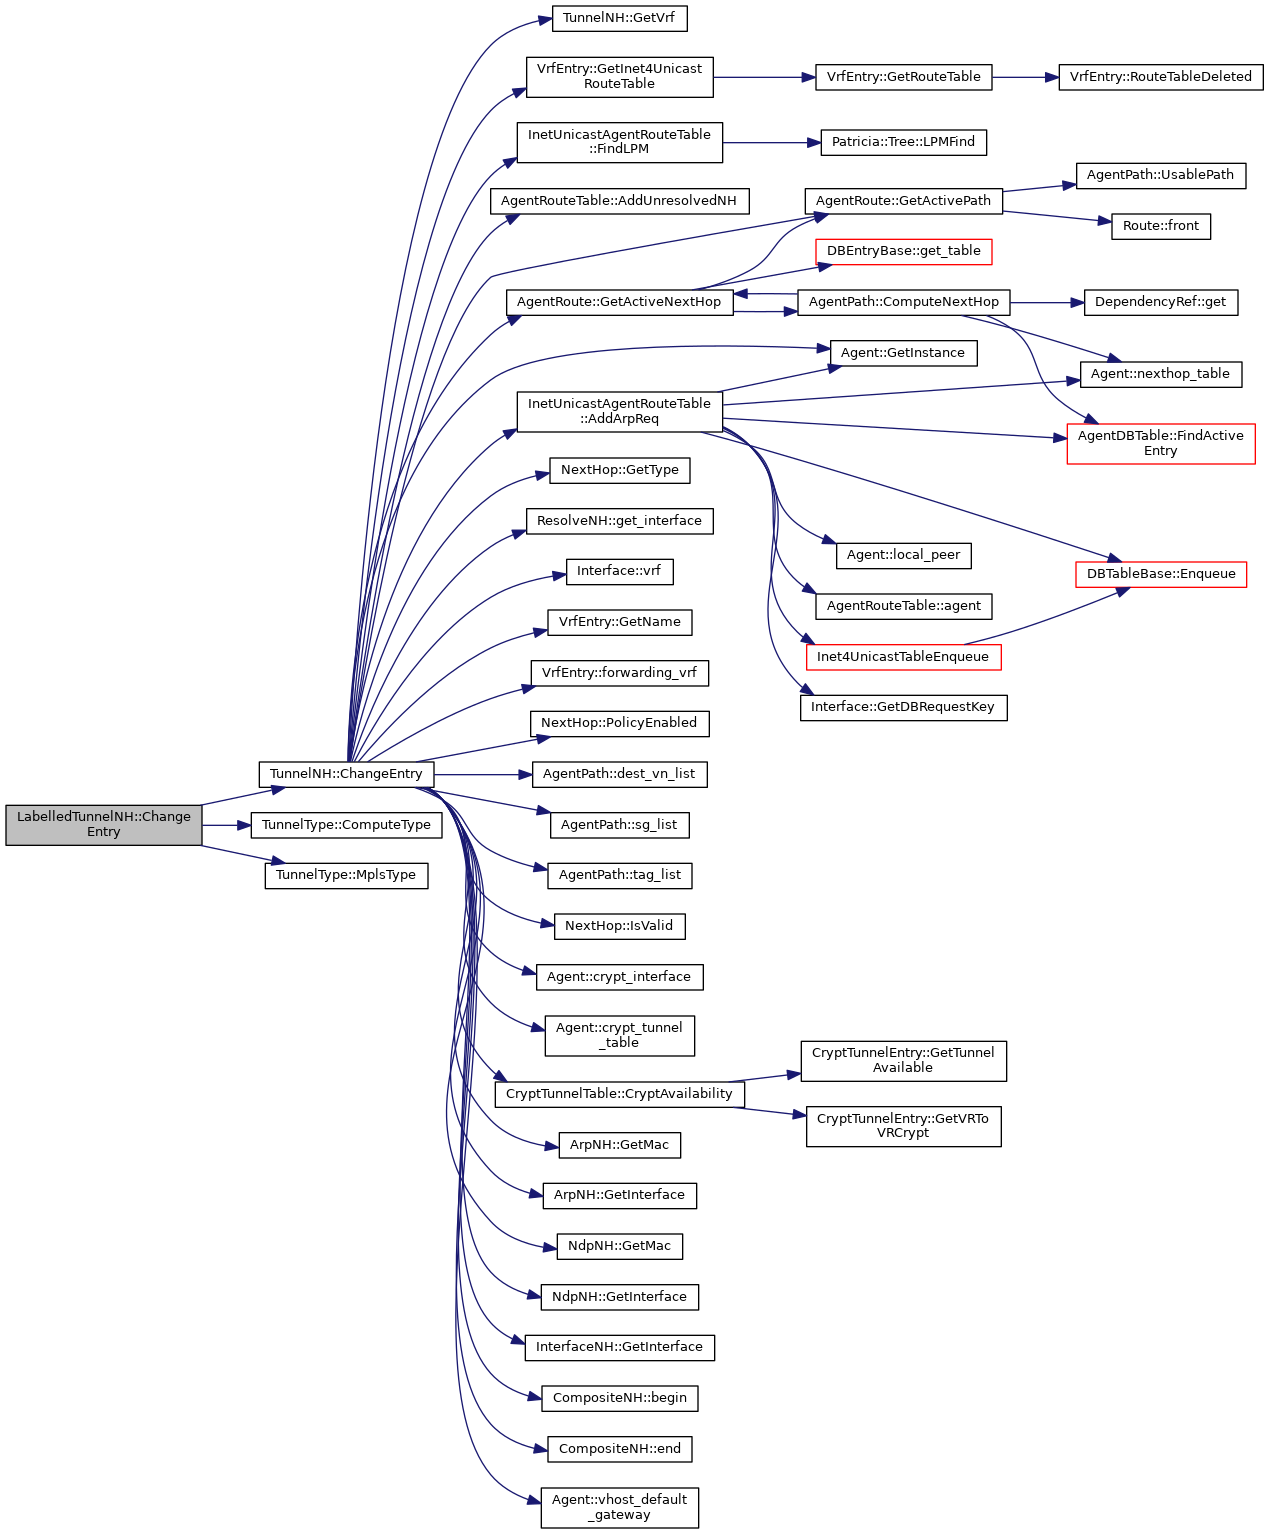 TunnelNH::GetVrf
VrfEntry::GetInet4Unicast
RouteTable
VrfEntry::GetRouteTable
VrfEntry::RouteTableDeleted
InetUnicastAgentRouteTable
::FindLPM
Patricia::Tree::LPMFind
AgentPath::UsablePath
AgentRouteTable::AddUnresolvedNH
AgentRoute::GetActivePath
Route::front
DBEntryBase::get_table
AgentRoute::GetActiveNextHop
AgentPath::ComputeNextHop
DependencyRef::get
Agent::GetInstance
Agent::nexthop_table
InetUnicastAgentRouteTable
::AddArpReq
AgentDBTable::FindActive
Entry
NextHop::GetType
ResolveNH::get_interface
Agent::local_peer
Interface::vrf
DBTableBase::Enqueue
AgentRouteTable::agent
VrfEntry::GetName
Inet4UnicastTableEnqueue
VrfEntry::forwarding_vrf
Interface::GetDBRequestKey
NextHop::PolicyEnabled
TunnelNH::ChangeEntry
AgentPath::dest_vn_list
LabelledTunnelNH::Change
Entry
TunnelType::ComputeType
AgentPath::sg_list
TunnelType::MplsType
AgentPath::tag_list
NextHop::IsValid
Agent::crypt_interface
Agent::crypt_tunnel
_table
CryptTunnelEntry::GetTunnel
Available
CryptTunnelTable::CryptAvailability
CryptTunnelEntry::GetVRTo
VRCrypt
ArpNH::GetMac
ArpNH::GetInterface
NdpNH::GetMac
NdpNH::GetInterface
InterfaceNH::GetInterface
CompositeNH::begin
CompositeNH::end
Agent::vhost_default
_gateway